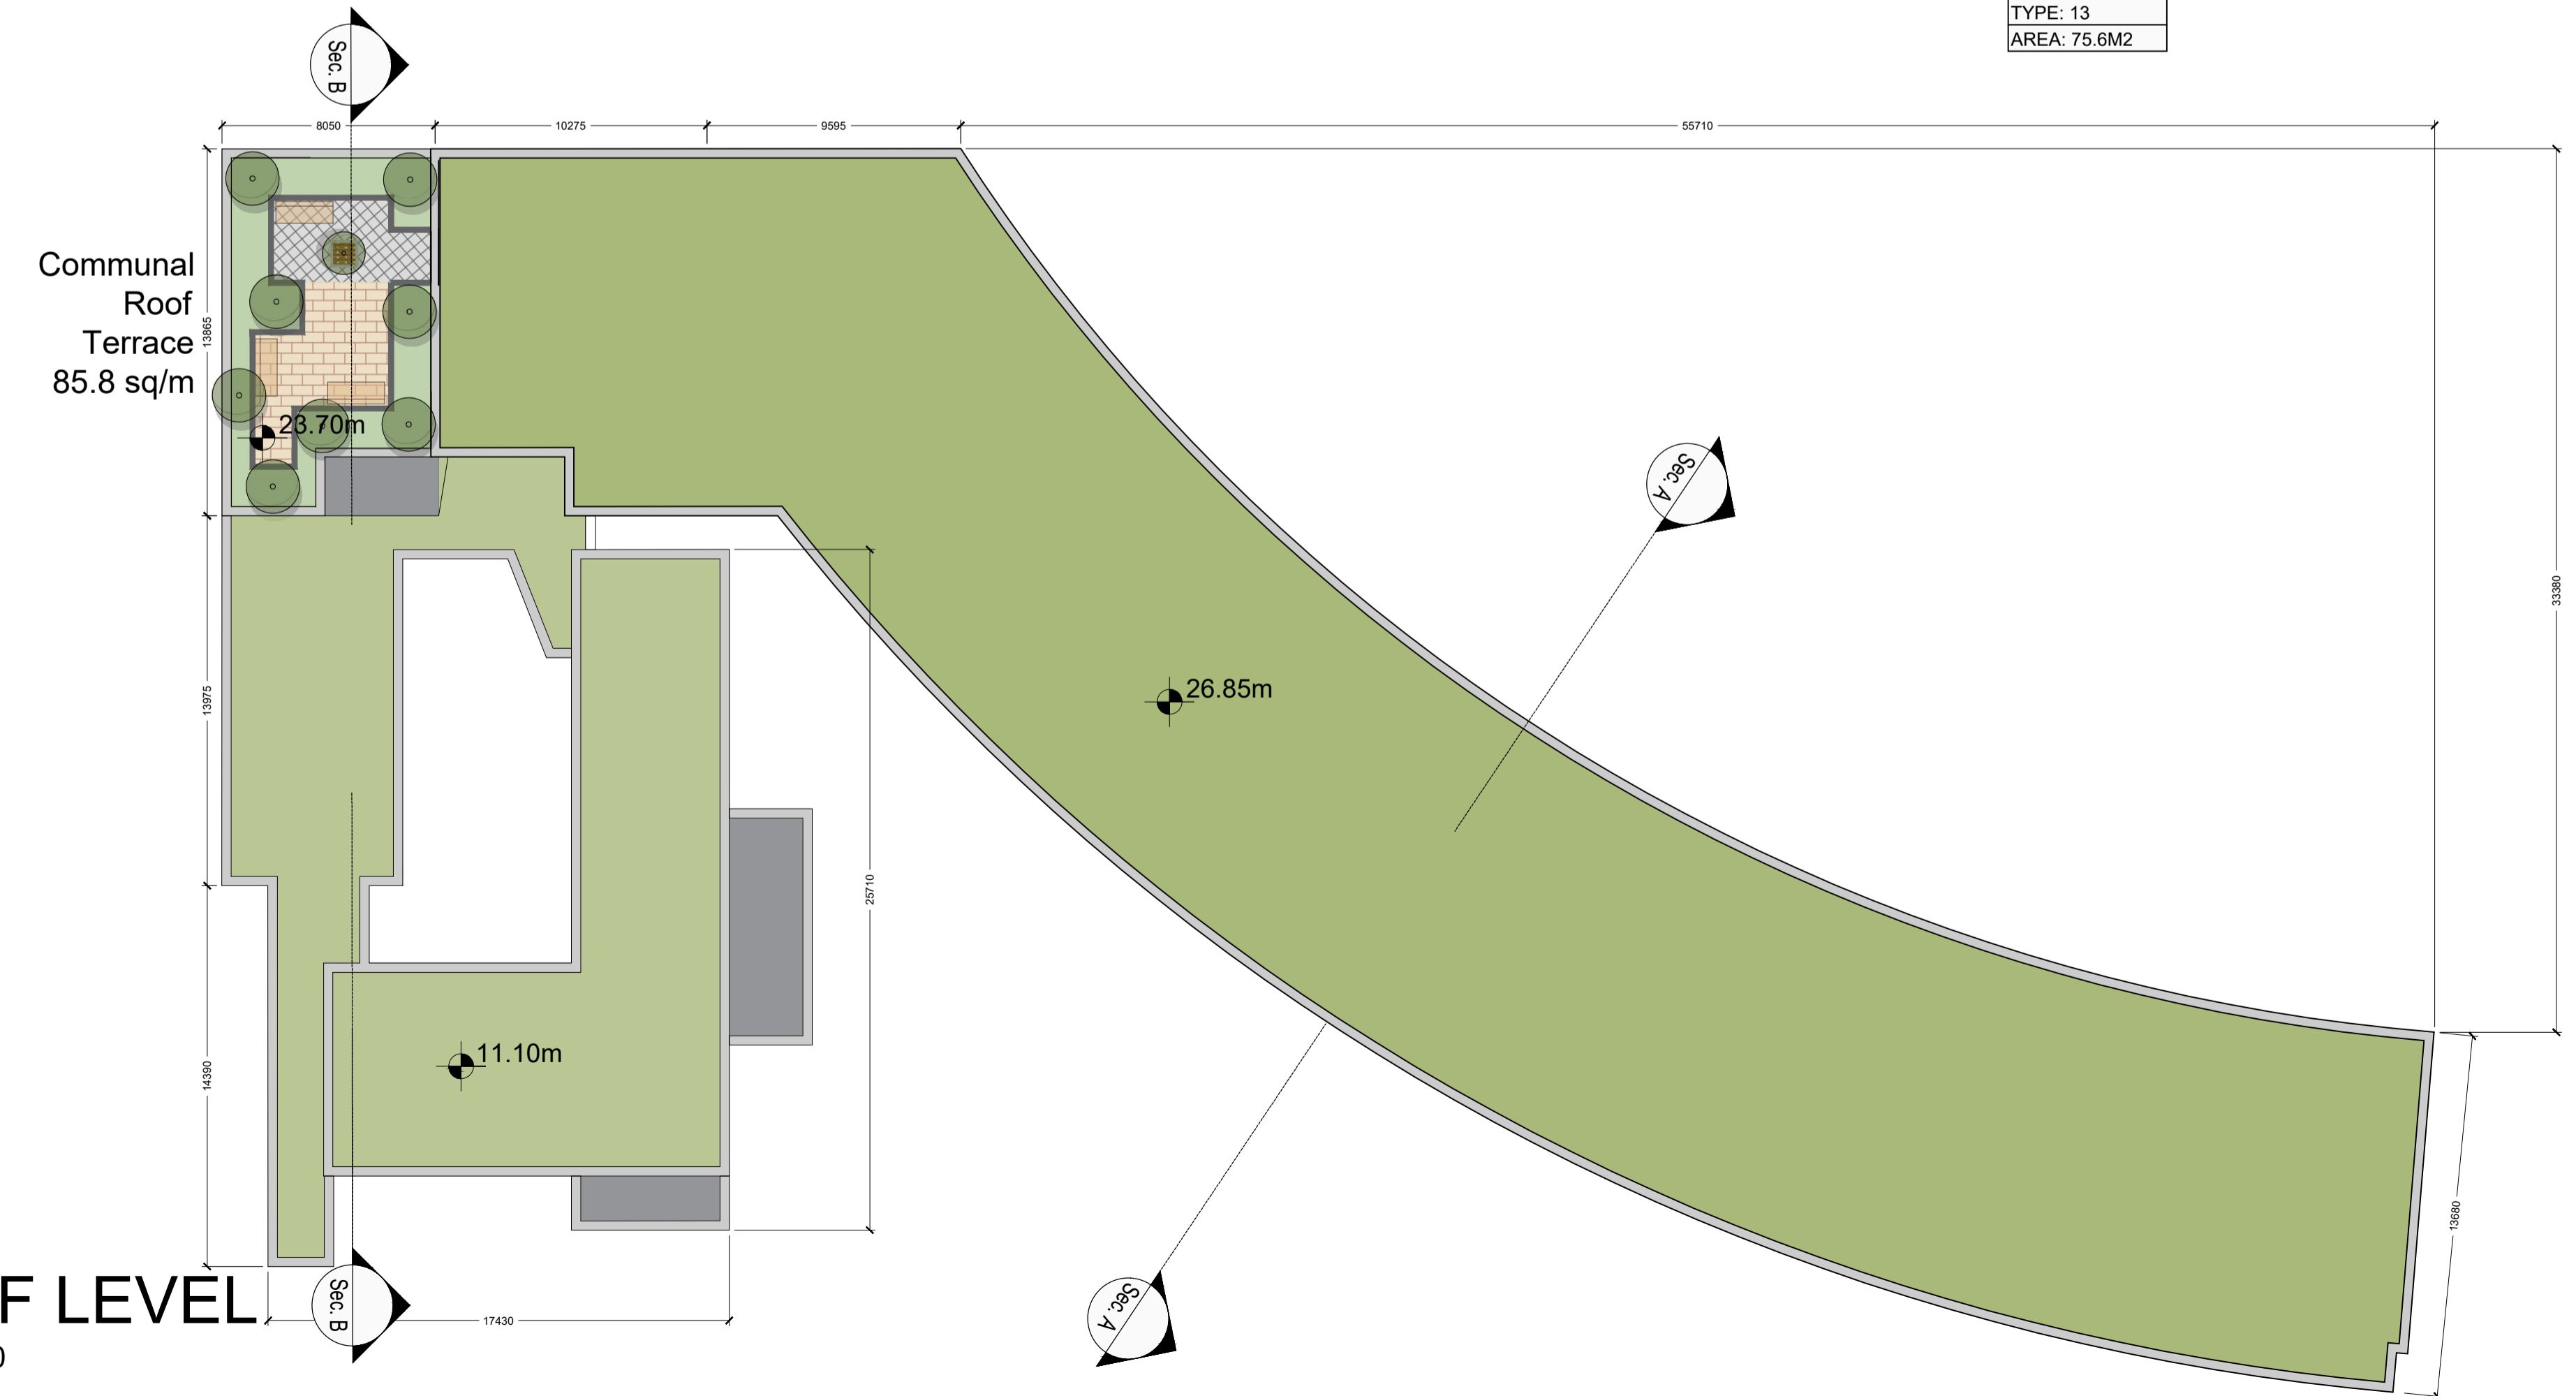 TYPE: 13
AREA: 75.6M2
Sec. B
8050
10275
9595
55710
Communal
Roof
Terrace
85.8 sq/m
13865
23.70m
Sec. A
33380
13975
26.85m
25710
11.10m
14390
13680
F LEVEL
0
Sec. B
17430
Sec. A